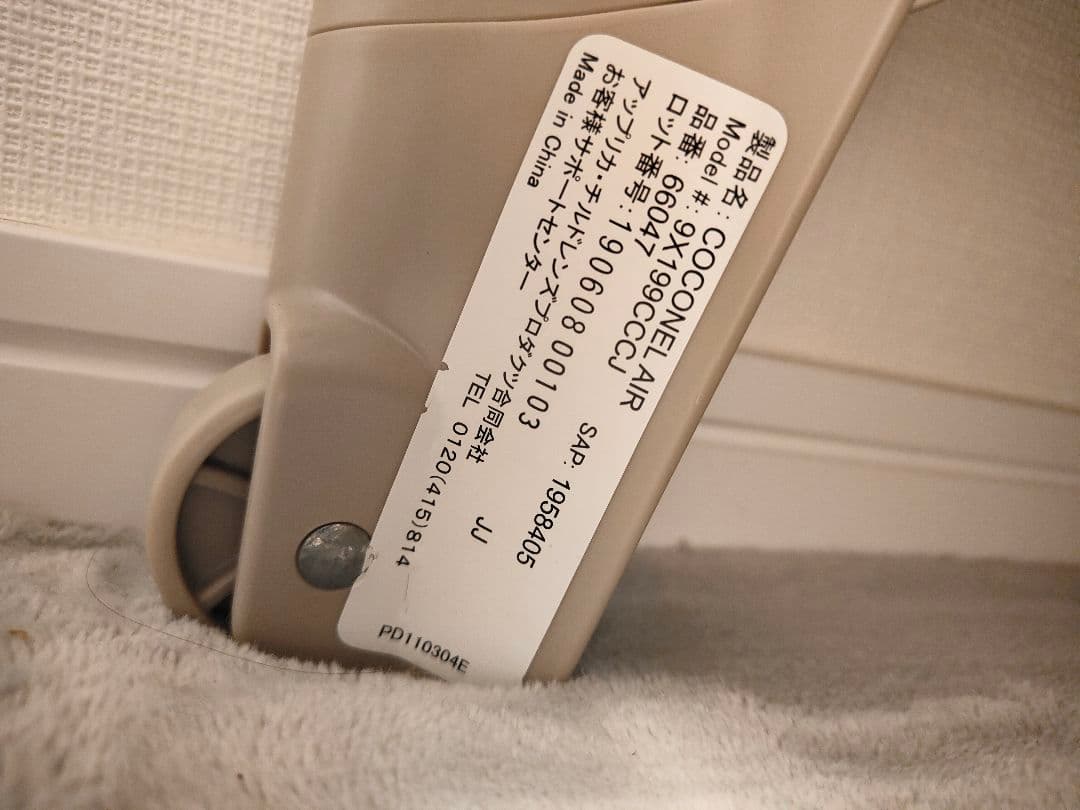 製品名: COCONEL AIR
Model #: 9X199CCCJ SAP: 1958405
品番: 66047
ロット番号: 190608 00103
アップリカ・チルドレンズプロダクツ合同会社 JJ
お客様サポートセンター TEL 0120(415)814
Made in China
PD110304E